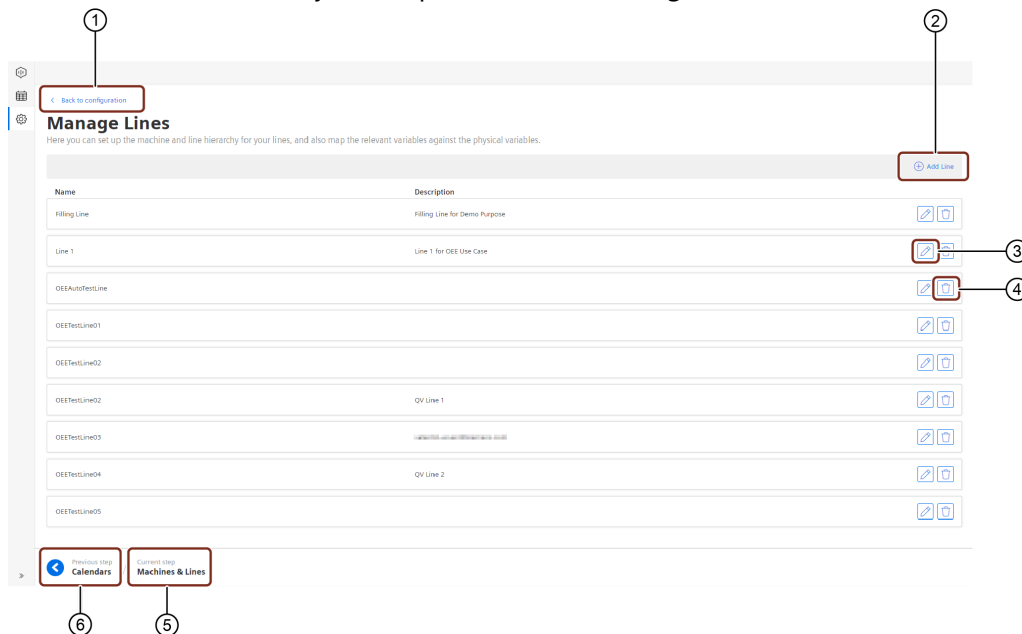 1
2
Back to configuration
Manage Lines
Here you can set up the machine and line hierarchy for your lines, and also map the relevant variables against the physical variables.
Add Line
Name Description
Filling Line Filling Line for Demo Purpose
Line 1 Line 1 for OEE Use Case
3
OEEAutoTestLine
4
OEETestLine01
OEETestLine02
OEETestLine02 QV Line 1
OEETestLine03
OEETestLine04 QV Line 2
OEETestLine05
Previous step Current step
Calendars Machines & Lines
6
5